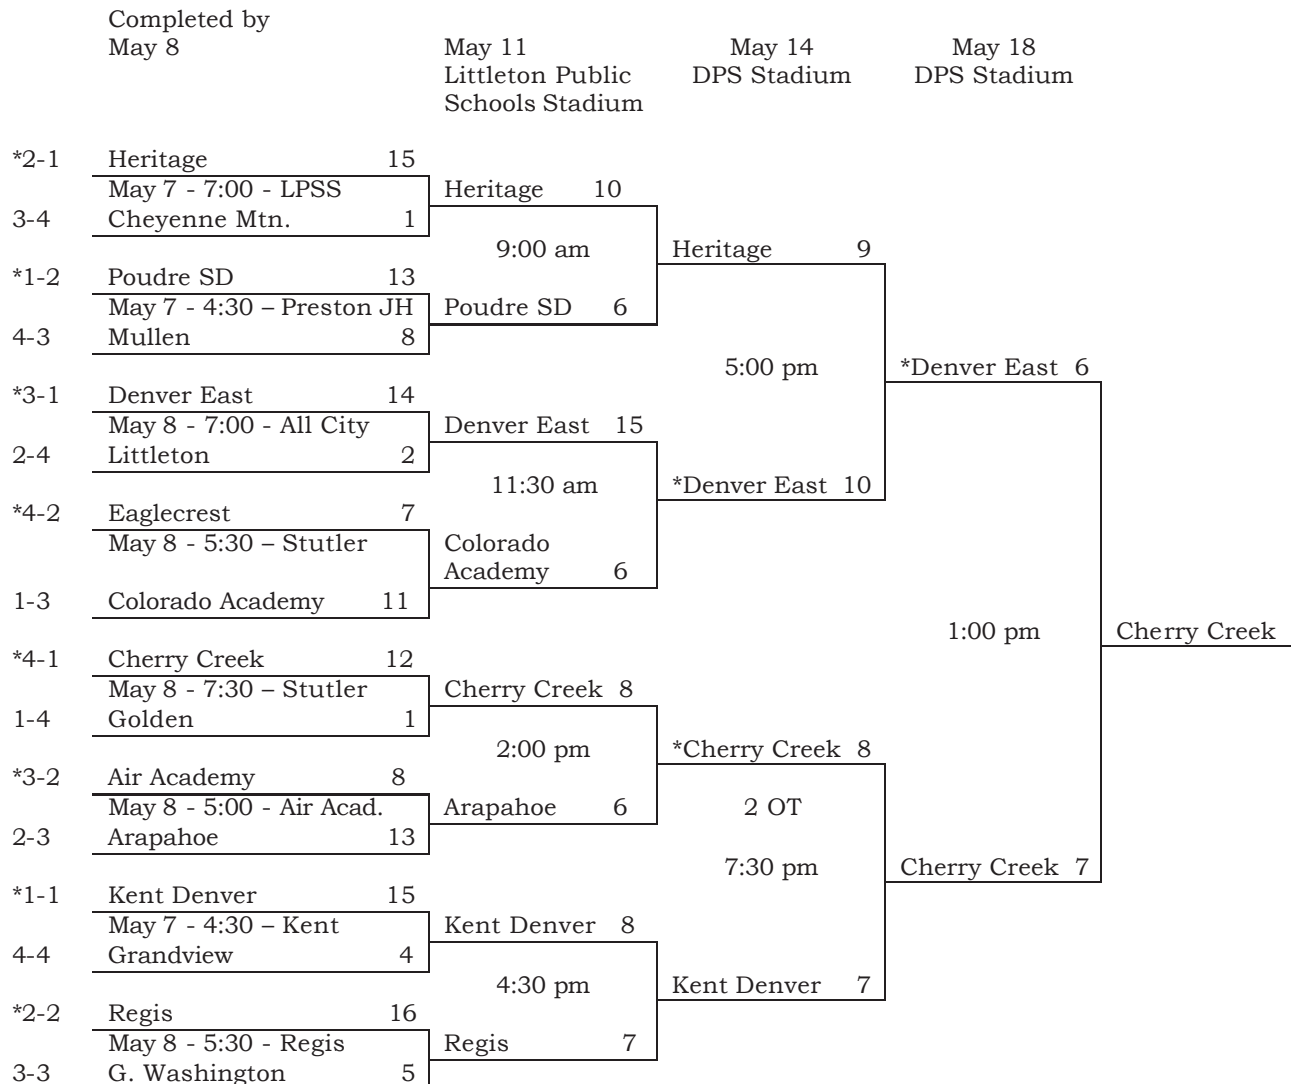 Completed by
May 8
May 11
May 14
May 18
Littleton Public
DPS Stadium
DPS Stadium
Schools Stadium
*2-1 Heritage 15
May 7 - 7:00 - LPSS
Heritage 10
3-4 Cheyenne Mtn. 1
9:00 am
Heritage 9
*1-2 Poudre SD 13
May 7 - 4:30 – Preston JH
Poudre SD 6
4-3 Mullen 8
5:00 pm
*Denver East 6
*3-1 Denver East 14
May 8 - 7:00 - All City
Denver East 15
2-4 Littleton 2
11:30 am
*Denver East 10
*4-2 Eaglecrest 7
May 8 - 5:30 – Stutler
Colorado
Academy 6
1-3 Colorado Academy 11
1:00 pm
Cherry Creek
*4-1 Cherry Creek 12
May 8 - 7:30 – Stutler
Cherry Creek 8
1-4 Golden 1
2:00 pm
*Cherry Creek 8
*3-2 Air Academy 8
May 8 - 5:00 - Air Acad.
Arapahoe 6
2 OT
2-3 Arapahoe 13
7:30 pm
Cherry Creek 7
*1-1 Kent Denver 15
May 7 - 4:30 – Kent
Kent Denver 8
4-4 Grandview 4
4:30 pm
Kent Denver 7
*2-2 Regis 16
May 8 - 5:30 - Regis
Regis 7
3-3 G. Washington 5